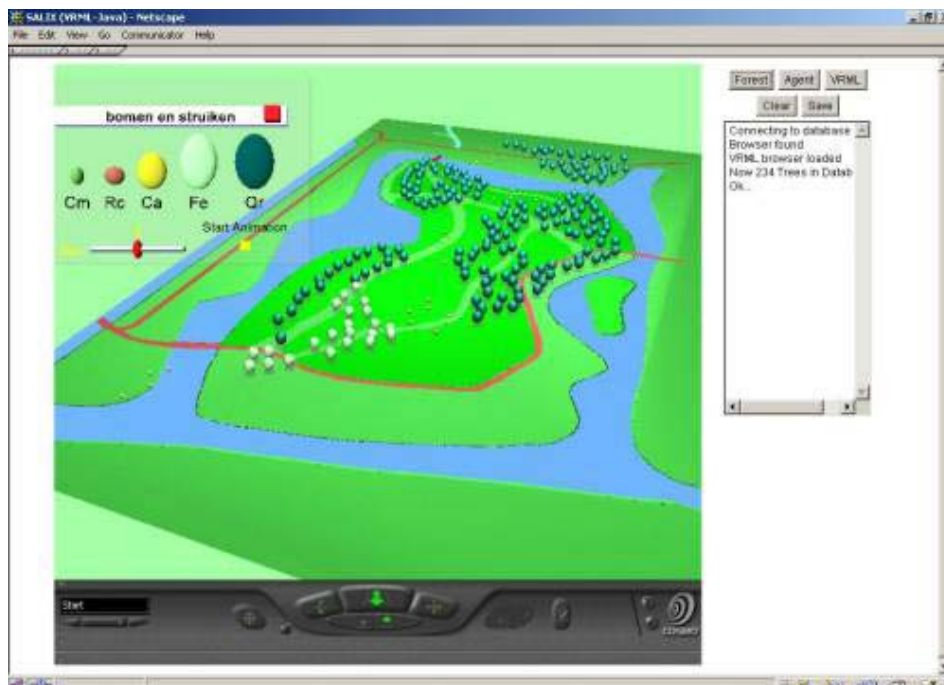 SALIX (VRML-Java) - Netscape
File Edit View Go Communicator Help
Forest Agent VRML
Clear Save
bomen en struiken
Connecting to database
Browser found
VRML browser loaded
Now 234 Trees in Datab
Ok...
Cm Rc Ca Fe Qr
Start Animation
Start